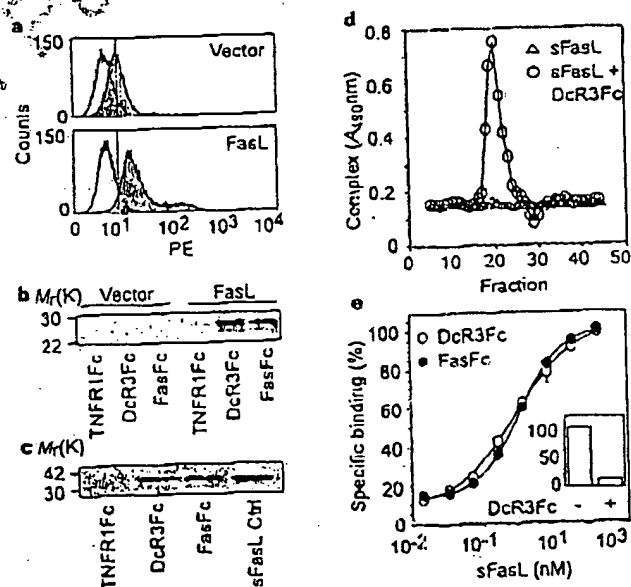 a
150
Vector
0
150
FasL
0
Counts
0 10¹ 10² 10³ 10⁴
PE
b Mr(K) Vector FasL
30
22
TNFR1Fc DcR3Fc FasFc TNFR1Fc DcR3Fc FasFc
c Mr(K)
42
30
TNFR1Fc DcR3Fc FasFc sFasL Ctrl
d
0.8
0.6
0.4
0.2
0
Complex (A450nm)
sFasL
sFasL +
DcR3Fc
0 10 20 30 40 50
Fraction
e
100
80
60
40
20
0
Specific binding (%)
DcR3Fc
FasFc
100
50
0
DcR3Fc - +
10⁻² 10⁻¹ 10¹ 10³
sFasL (nM)